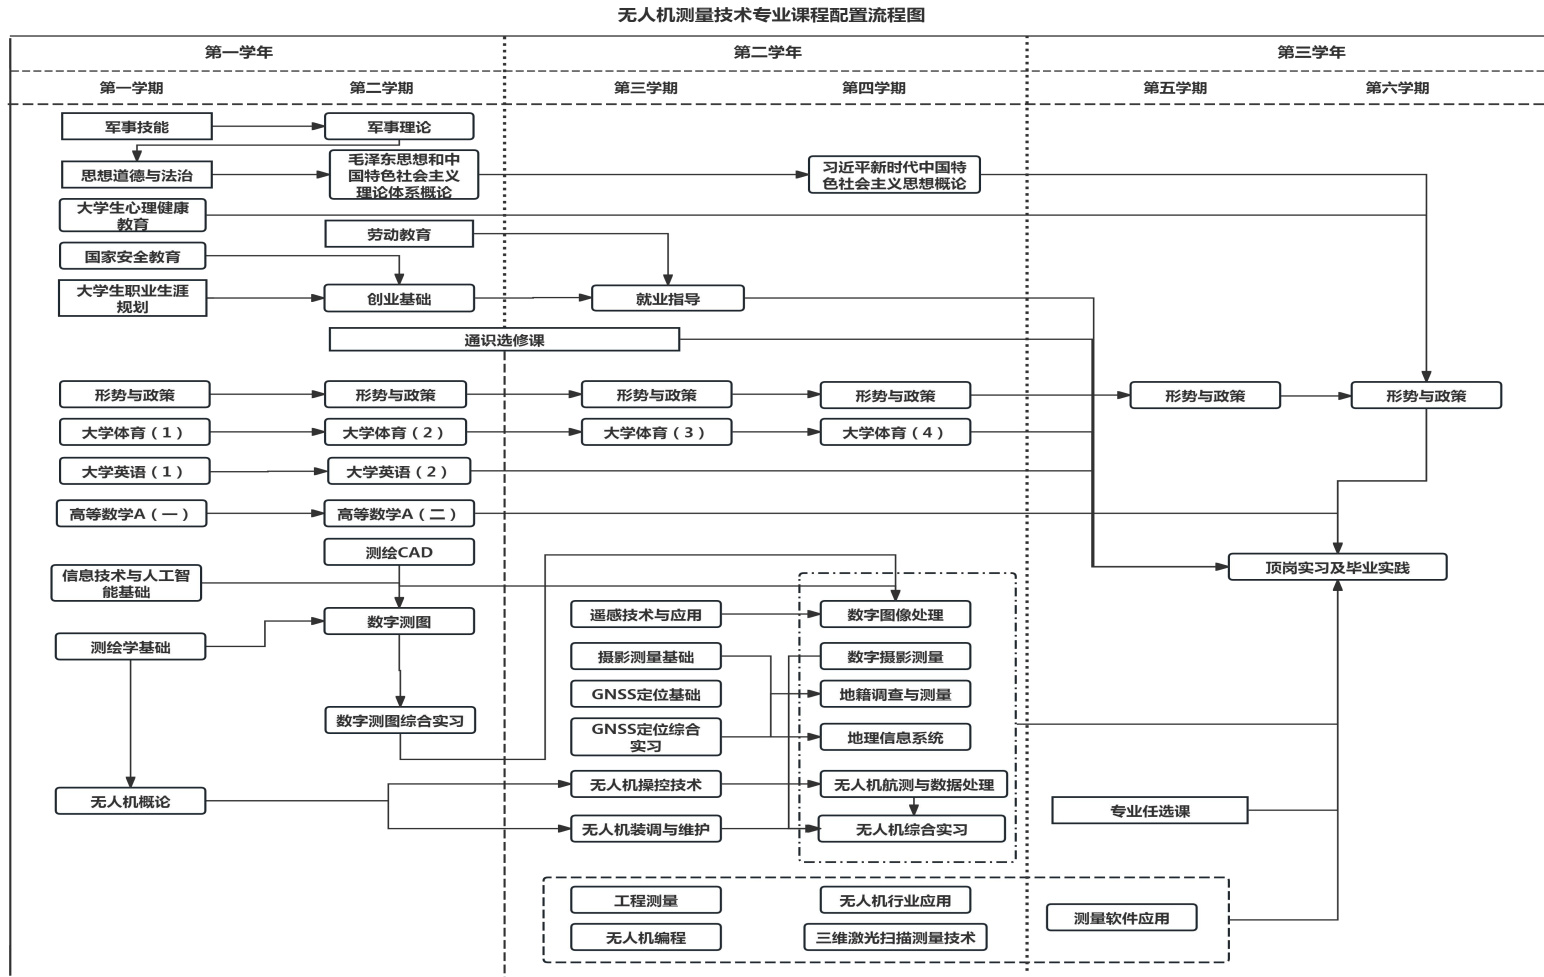 无人机测量技术专业课程配置流程图
第一学年
第二学年
第三学年
第一学期
第二学期
第三学期
第四学期
第五学期
第六学期
军事技能
军事理论
思想道德与法治
毛泽东思想和中
国特色社会主义
理论体系概论
习近平新时代中国特
色社会主义思想概论
大学生心理健康
教育
劳动教育
国家安全教育
大学生职业生涯
规划
创业基础
就业指导
通识选修课
形势与政策
形势与政策
形势与政策
形势与政策
形势与政策
形势与政策
大学体育（1）
大学体育（2）
大学体育（3）
大学体育（4）
大学英语（1）
大学英语（2）
高等数学A（一）
高等数学A（二）
测绘CAD
信息技术与人工智
能基础
顶岗实习及毕业实践
数字测图
遥感技术与应用
数字图像处理
测绘学基础
摄影测量基础
数字摄影测量
GNSS定位基础
地籍调查与测量
数字测图综合实习
GNSS定位综合
实习
地理信息系统
无人机操控技术
无人机航测与数据处理
无人机概论
专业任选课
无人机装调与维护
无人机综合实习
工程测量
无人机行业应用
测量软件应用
无人机编程
三维激光扫描测量技术